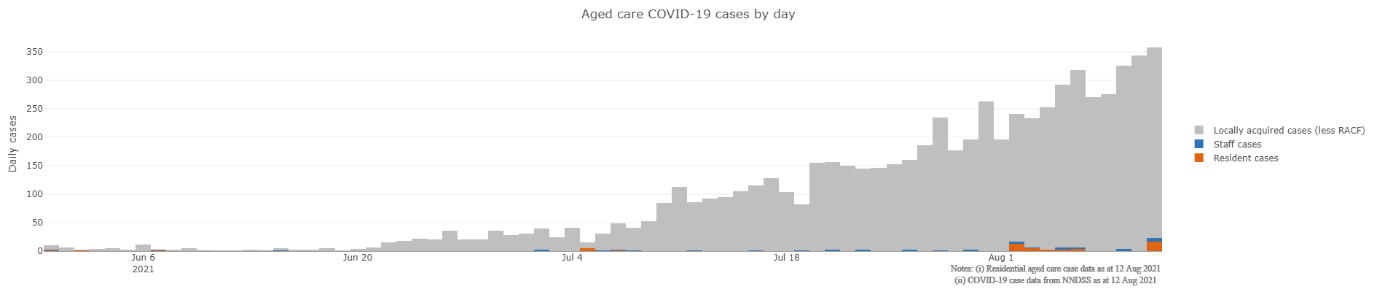 Aged care COVID-19 cases by day
Daily cases
350
300
250
200
150
100
50
0
Jun 6
2021
Jun 20
Jul 4
Jul 18
Aug 1
Locally acquired cases (less RACF)
Staff cases
Resident cases
Notes: (i) Residential aged care case data as at 12 Aug 2021
(ii) COVID-19 case data from NNDSS as at 12 Aug 2021